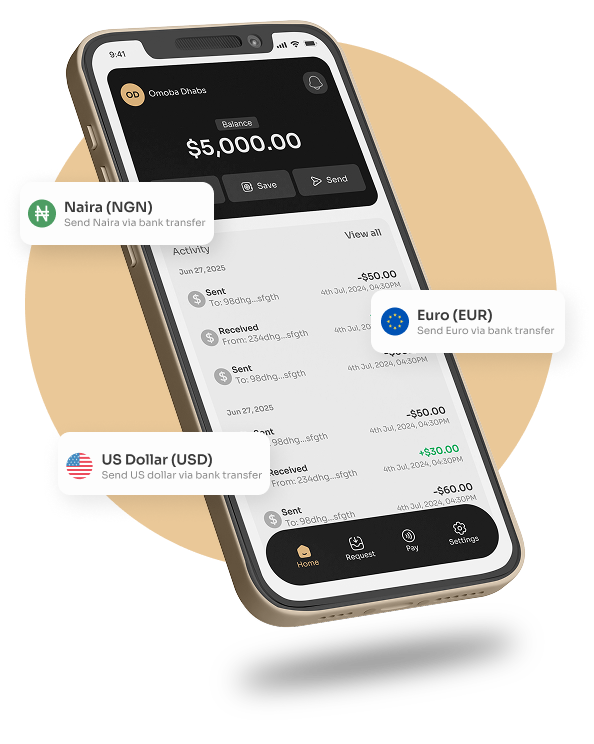 9:41
OD
Omoba Dhabs
Balance
$5,000.00
Save
Send
Naira (NGN)
Send Naira via bank transfer
Activity
View all
Jun 27, 2025
Sent
-$50.00
To: 98dhg...sfgth
4th Jul, 2024, 04:30PM
Received
From: 234dhg...sfgth
4th Jul, 202
Euro (EUR)
Send Euro via bank transfer
Sent
To: 98dhg...sfgth
4th Jul, 2024, 04:30PM
Jun 27, 2025
Sent
-$50.00
98dhg...sfgth
4th Jul, 2024, 04:30PM
US Dollar (USD)
Send US dollar via bank transfer
Received
+$30.00
From: 234dhg...sfgth
4th Jul, 2024, 04:30PM
Sent
-$60.00
To: 98dhg...sfgth
4th Jul, 2024, 04:30PM
Home
Request
Pay
Settings